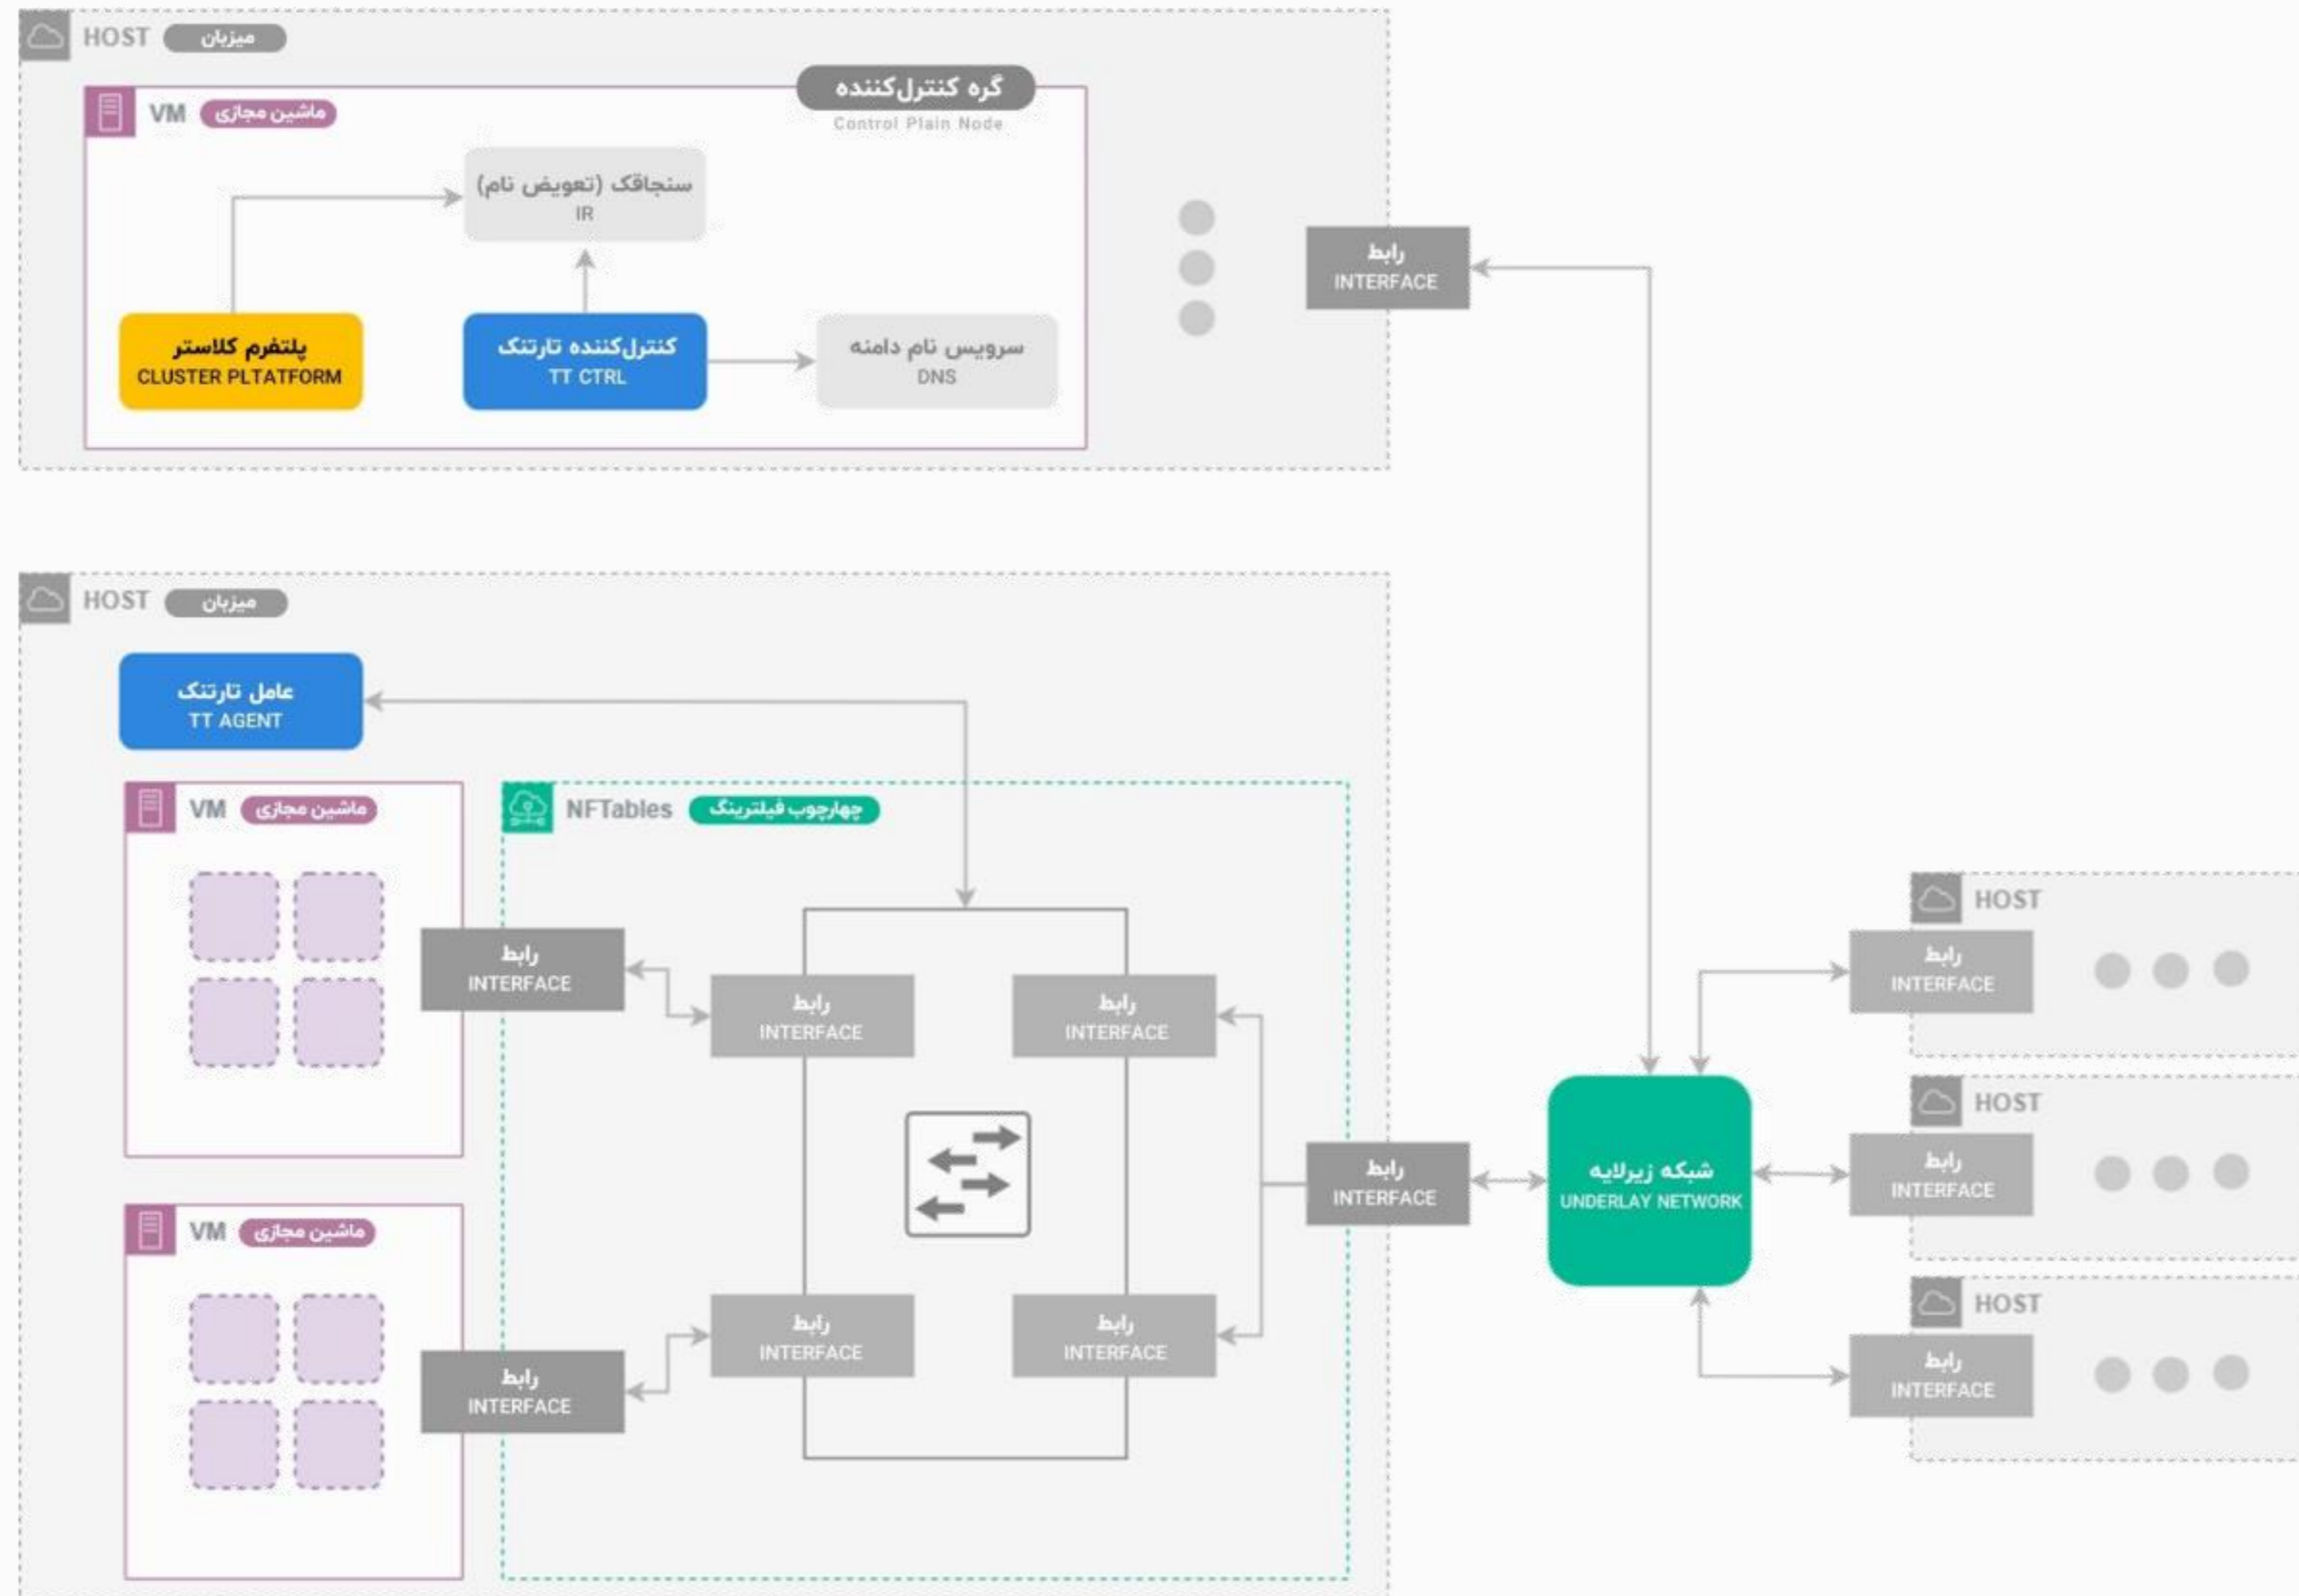 HOST میزبان
گره کنترل‌کننده
Control Plain Node
VM ماشین مجازی
سنجاقک (تعویض نام)
IR
رابط
INTERFACE
پلتفرم کلاستر
CLUSTER PLTATFORM
کنترل‌کننده تارتنک
TT CTRL
سرویس نام دامنه
DNS
HOST میزبان
عامل تارتنک
TT AGENT
VM ماشین مجازی
NFTables چهارچوب فیلترینگ
رابط
INTERFACE
رابط
INTERFACE
رابط
INTERFACE
رابط
INTERFACE
شبکه زیرلایه
UNDERLAY NETWORK
HOST
رابط
INTERFACE
HOST
رابط
INTERFACE
HOST
رابط
INTERFACE
VM ماشین مجازی
رابط
INTERFACE
رابط
INTERFACE
رابط
INTERFACE